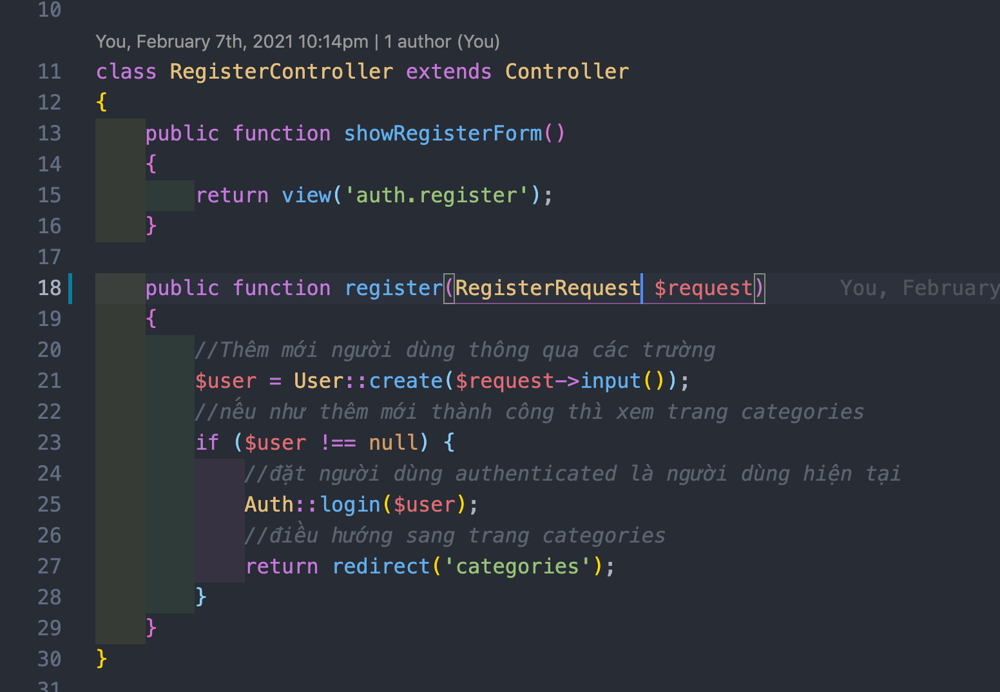 10
You, February 7th, 2021 10:14pm | 1 author (You)
11 class RegisterController extends Controller
12 {
13     public function showRegisterForm()
14     {
15         return view('auth.register');
16     }
17
18     public function register(RegisterRequest $request)      You, February
19     {
20         //Thêm mới người dùng thông qua các trường
21         $user = User::create($request->input());
22         //nếu như thêm mới thành công thì xem trang categories
23         if ($user !== null) {
24             //đặt người dùng authenticated là người dùng hiện tại
25             Auth::login($user);
26             //điều hướng sang trang categories
27             return redirect('categories');
28         }
29     }
30 }
31